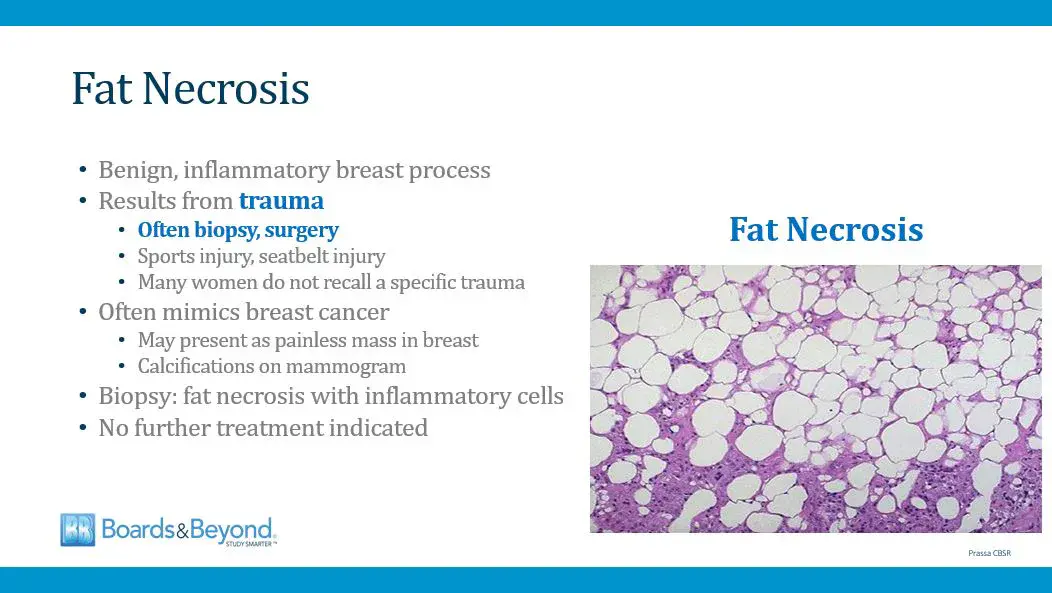 Fat Necrosis
• Benign, inflammatory breast process
• Results from trauma
• Often biopsy, surgery
• Sports injury, seatbelt injury
• Many women do not recall a specific trauma
• Often mimics breast cancer
• May present as painless mass in breast
• Calcifications on mammogram
• Biopsy: fat necrosis with inflammatory cells
• No further treatment indicated
Fat Necrosis
BB Boards&Beyond.
STUDY SMARTER ™
Prassa CBSR